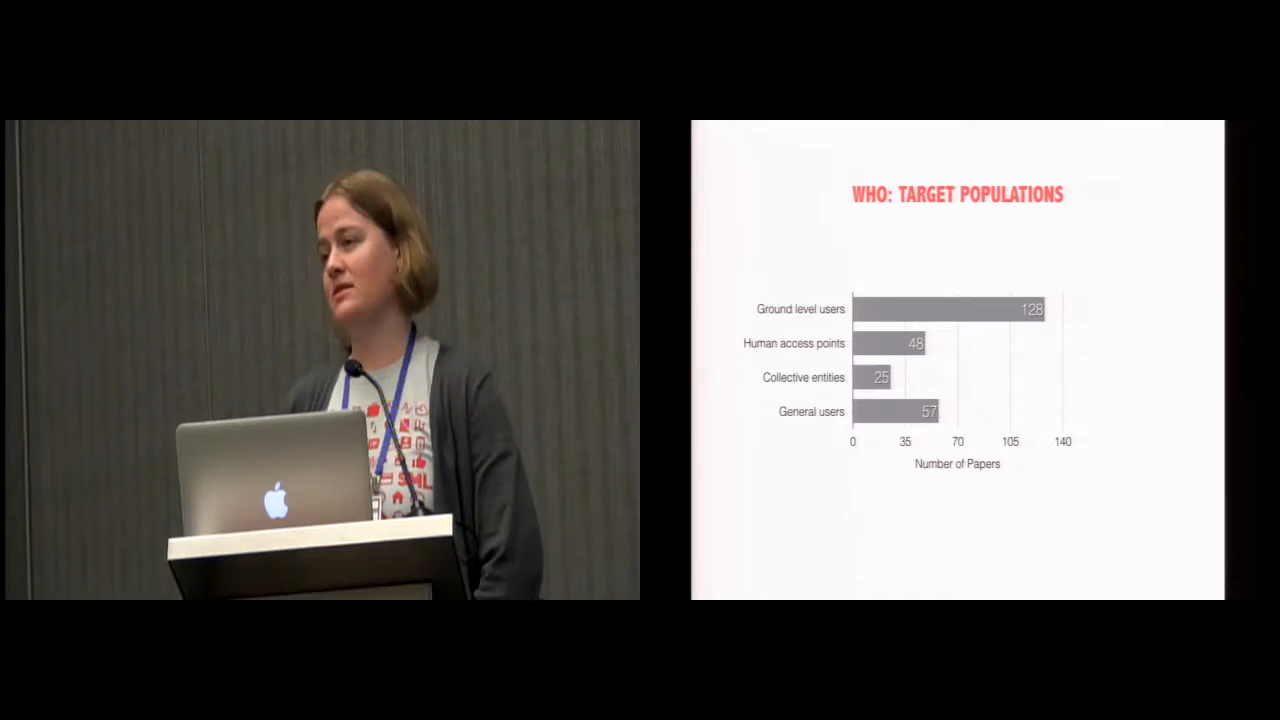 SML
WHO: TARGET POPULATIONS
Ground level users 128
Human access points 48
Collective entities 25
General users 57
0 35 70 105 140
Number of Papers